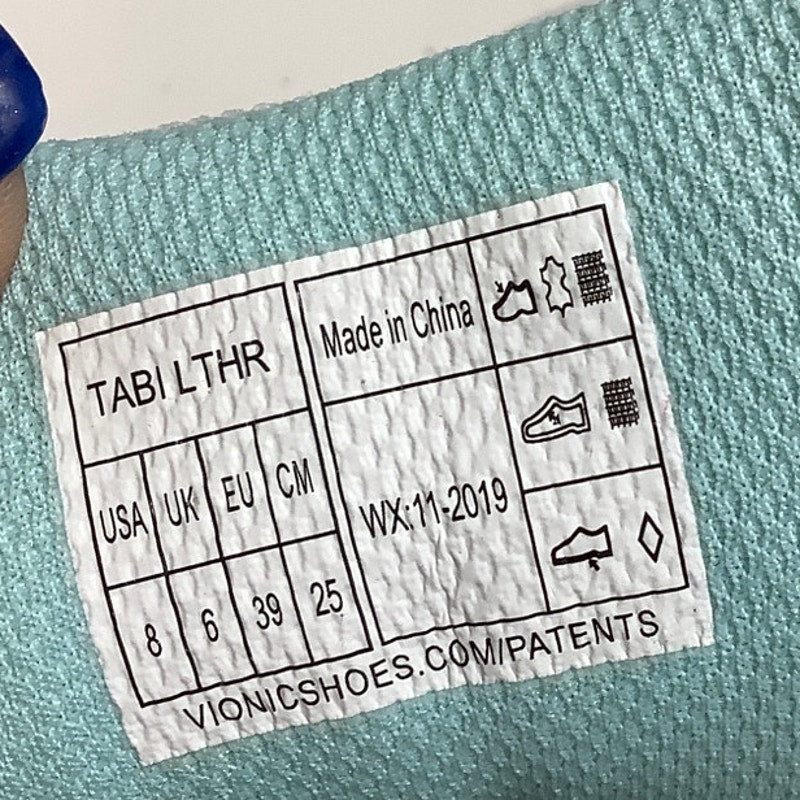 TABI LTHR
USA UK EU CM
8 6 39 25
Made in China
WX:11-2019
VIONICSHOES.COM/PATENTS